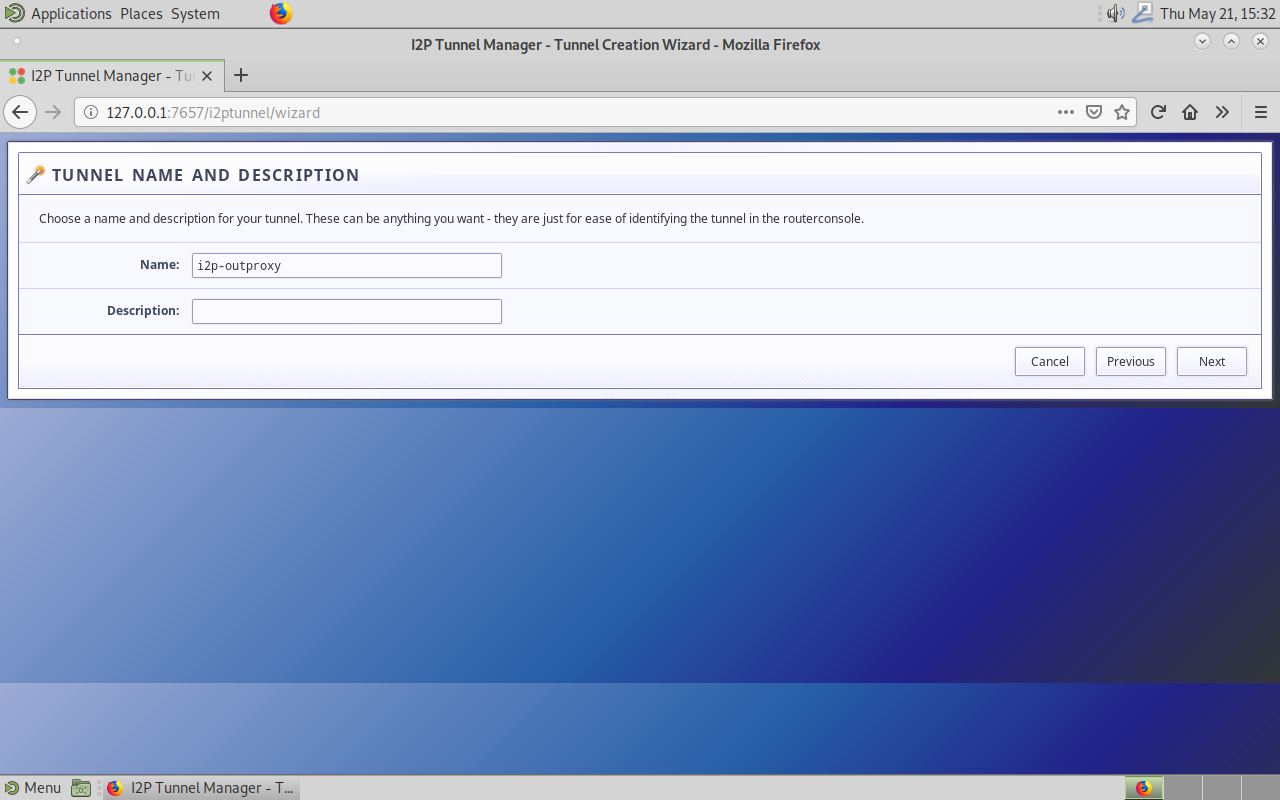 Applications Places System
Thu May 21, 15:32
I2P Tunnel Manager - Tunnel Creation Wizard - Mozilla Firefox
I2P Tunnel Manager - Tu
127.0.0.1:7657/i2ptunnel/wizard
TUNNEL NAME AND DESCRIPTION
Choose a name and description for your tunnel. These can be anything you want - they are just for ease of identifying the tunnel in the routerconsole.
Name: i2p-outproxy
Description:
Cancel Previous Next
Menu I2P Tunnel Manager - T...